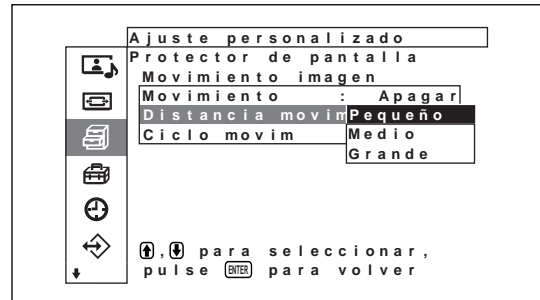 Ajuste personalizado
Protector de pantalla
Movimiento imagen
Movimiento : Apagar
Distancia movim Pequeño
Ciclo movim Medio
Grande
, para seleccionar,
pulse ENTER para volver